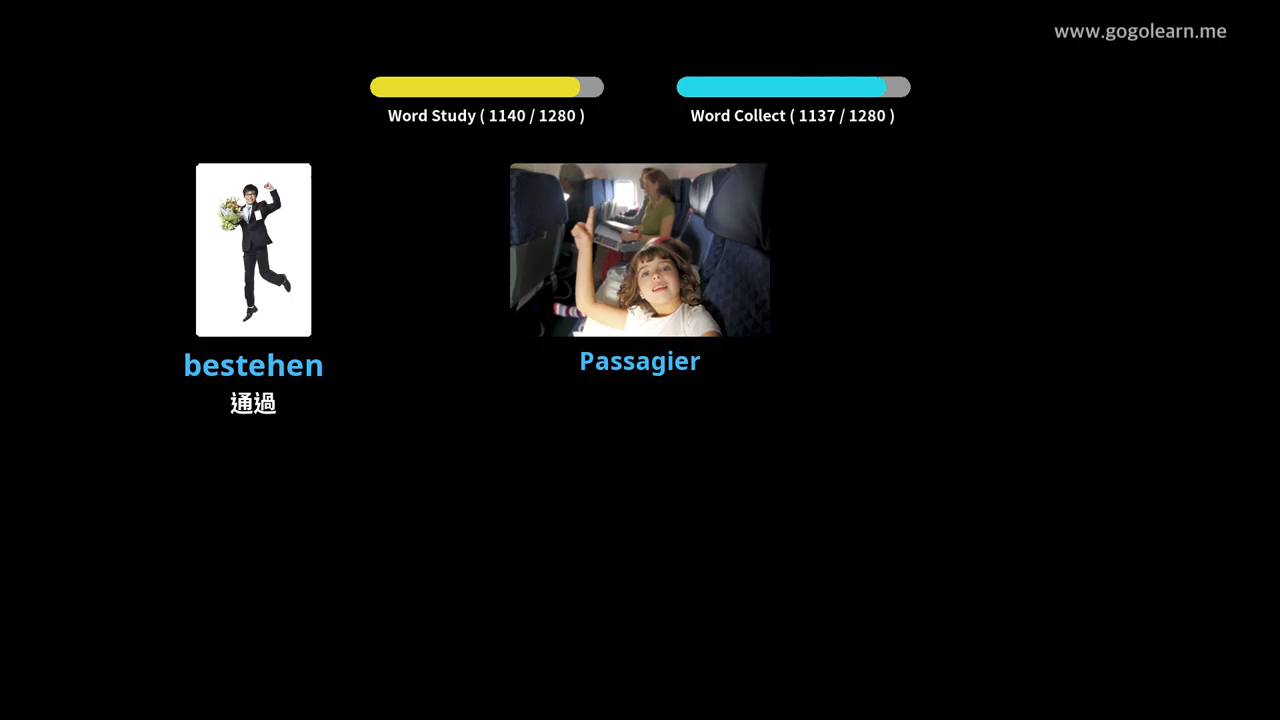 www.gogolearn.me
Word Study ( 1140 / 1280 )
Word Collect ( 1137 / 1280 )
bestehen
通過
Passagier